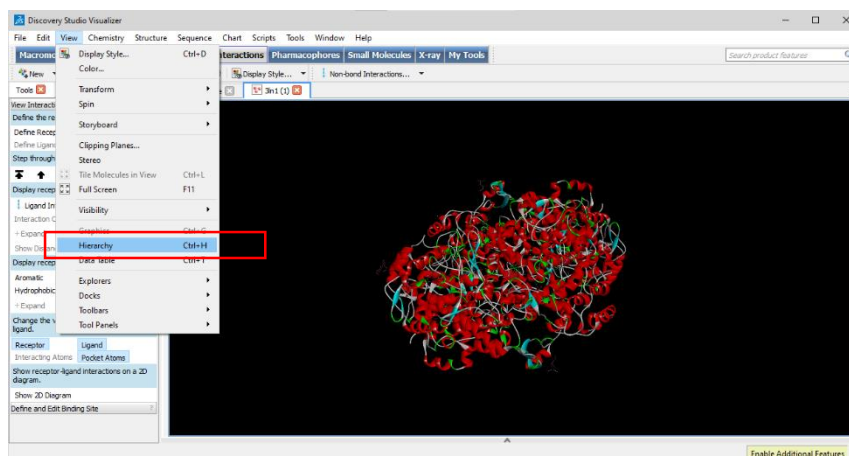 Discovery Studio Visualizer
File Edit View Chemistry Structure Sequence Chart Scripts Tools Window Help
Macromo
Interactions Pharmacophores Small Molecules X-ray My Tools
Search product features
New
Display Style...
Non-bond Interactions...
Tools
3ln1 (1)
Display Style... Ctrl+D
Color...
Transform
Spin
Storyboard
Clipping Planes...
Stereo
Tile Molecules in View Ctrl+L
Full Screen F11
Visibility
Graphics Ctrl+G
Hierarchy Ctrl+H
Data Table Ctrl+T
Explorers
Docks
Toolbars
Tool Panels
View Interacti
Define the re
Define Recep
Define Ligan
Step through
Display recep
Ligand In
Interaction C
+ Expand
Show Distan
Display recep
Aromatic
Hydrophobic
+ Expand
Change the v
ligand.
Receptor Ligand
Interacting Atoms Pocket Atoms
Show receptor-ligand interactions on a 2D
diagram.
Show 2D Diagram
Define and Edit Binding Site ?
Enable Additional Features